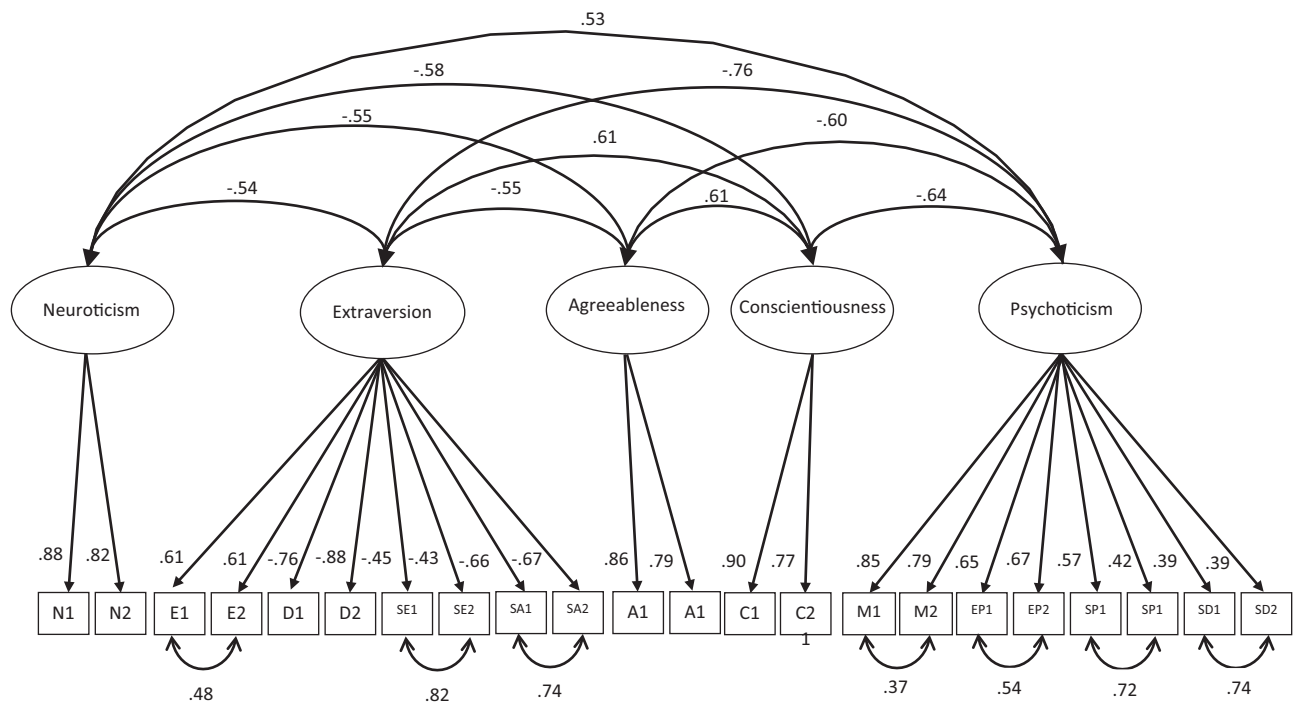 .53
-.58
-.76
-.55
-.60
.61
-.54
-.55
.61
-.64
Neuroticism
Extraversion
Agreeableness
Conscientiousness
Psychoticism
.88
.82
.61
.61
-.76
-.88
-.45
-.43
-.66
-.67
.86
.79
.90
.77
.85
.79
.65
.67
.57
.42
.39
.39
N1
N2
E1
E2
D1
D2
SE1
SE2
SA1
SA2
A1
A1
C1
C2
1
M1
M2
EP1
EP2
SP1
SP1
SD1
SD2
.48
.82
.74
.37
.54
.72
.74